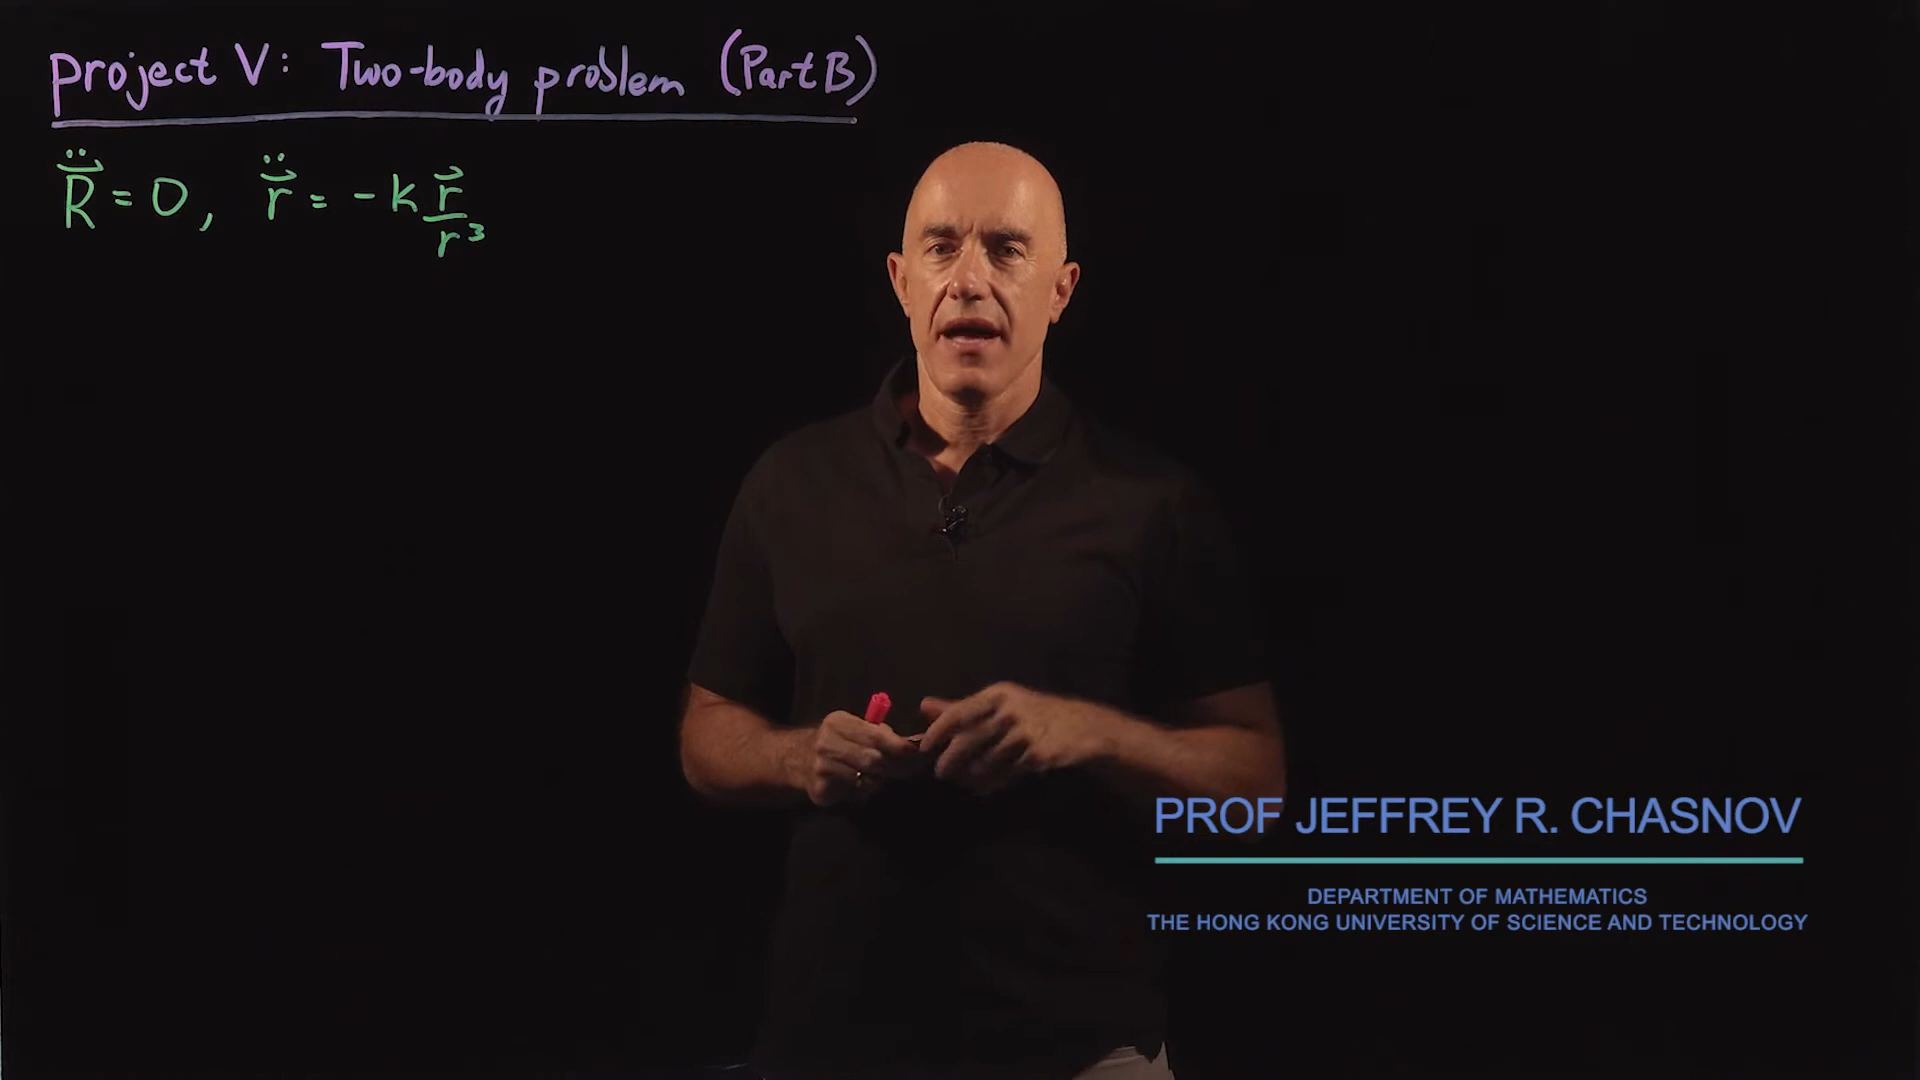 Project V: Two-body problem (Part B)
R⃗̈ = 0, r⃗̈ = -k r⃗/r³
PROF JEFFREY R. CHASNOV
DEPARTMENT OF MATHEMATICS
THE HONG KONG UNIVERSITY OF SCIENCE AND TECHNOLOGY